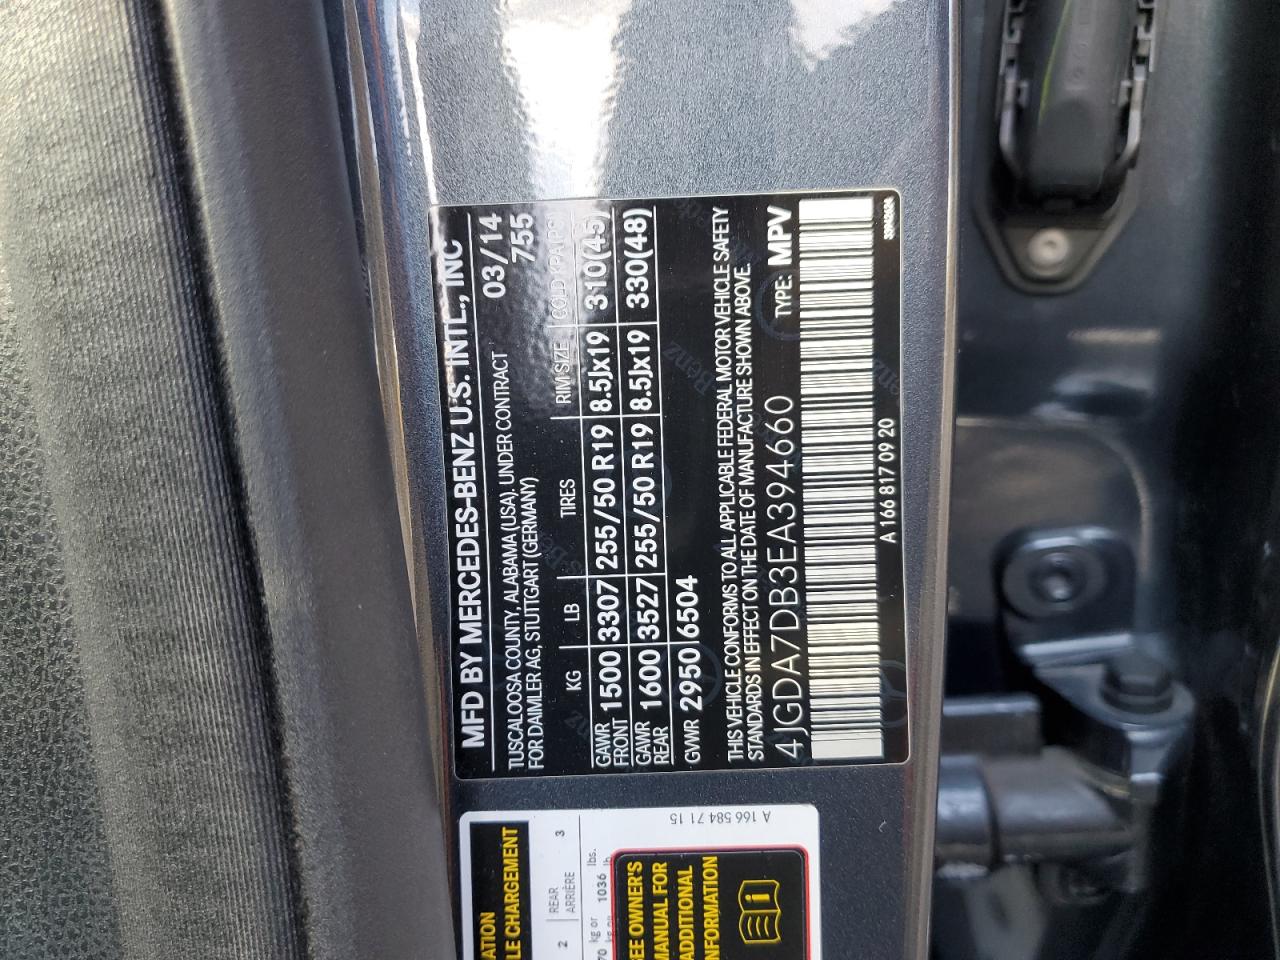 MFD BY MERCEDES-BENZ U.S. INTL., INC
TUSCALOOSA COUNTY, ALABAMA (USA). UNDER CONTRACT 03/14
FOR DAIMLER AG, STUTTGART (GERMANY) 755
KG LB TIRES RIM SIZE COLD KPA (PSI)
GAWR FRONT 1500 3307 255/50 R19 8.5Jx19 310(45)
GAWR REAR 1600 3527 255/50 R19 8.5Jx19 330(48)
GVWR 2950 6504
THIS VEHICLE CONFORMS TO ALL APPLICABLE FEDERAL MOTOR VEHICLE SAFETY
STANDARDS IN EFFECT ON THE DATE OF MANUFACTURE SHOWN ABOVE.
4JGDA7DB3EA394660 TYPE: MPV
A 166 817 09 20
A 166 584 71 15
LE CHARGEMENT
2 REAR 3
ARRIÈRE
kg or 1036 lbs.
SEE OWNER'S
MANUAL FOR
ADDITIONAL
INFORMATION